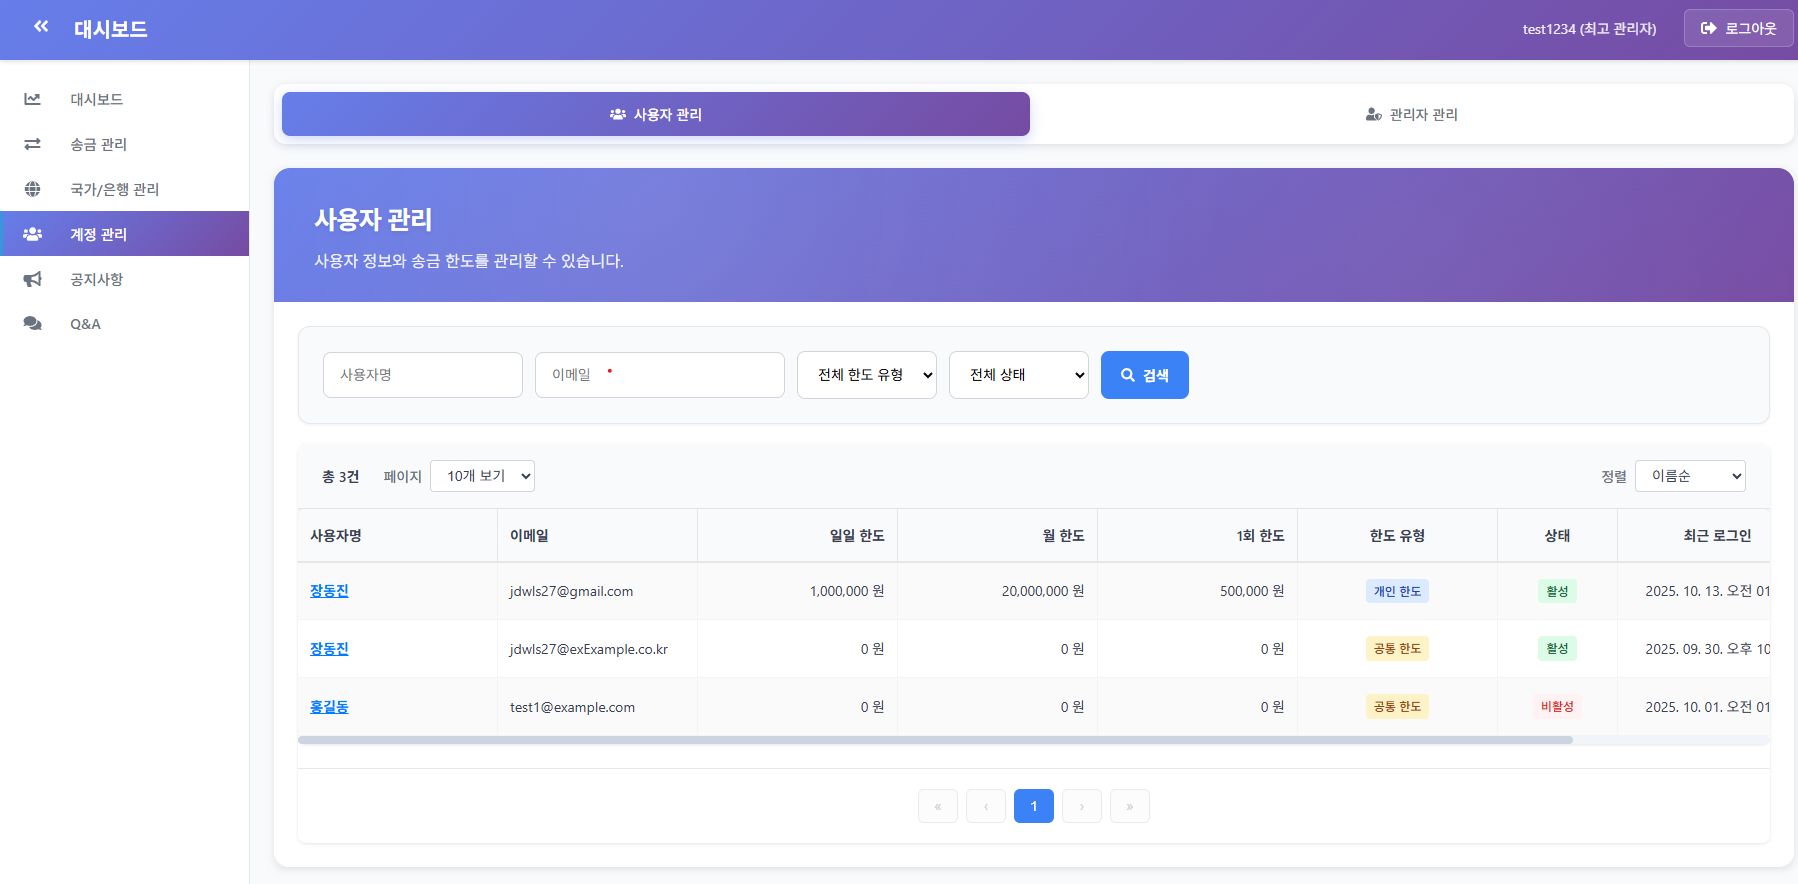 대시보드
test1234 (최고 관리자)
로그아웃
대시보드
송금 관리
국가/은행 관리
계정 관리
공지사항
Q&A
사용자 관리
관리자 관리
사용자 관리
사용자 정보와 송금 한도를 관리할 수 있습니다.
사용자명
이메일
전체 한도 유형
전체 상태
검색
총 3건
페이지
10개 보기
정렬
이름순
사용자명 이메일 일일 한도 월 한도 1회 한도 한도 유형 상태 최근 로그인
장동진 jdwls27@gmail.com 1,000,000 원 20,000,000 원 500,000 원 개인 한도 활성 2025. 10. 13. 오전 01
장동진 jdwls27@exExample.co.kr 0 원 0 원 0 원 공통 한도 활성 2025. 09. 30. 오후 10
홍길동 test1@example.com 0 원 0 원 0 원 공통 한도 비활성 2025. 10. 01. 오전 01
« ‹ 1 › »